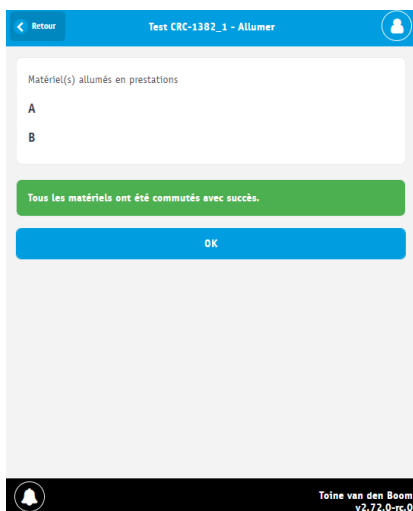 Retour
Test CRC-1382_1 - Allumer
Matériel(s) allumés en prestations
A
B
Tous les matériels ont été commutés avec succès.
OK
Toine van den Boom
v2.72.0-rc.0